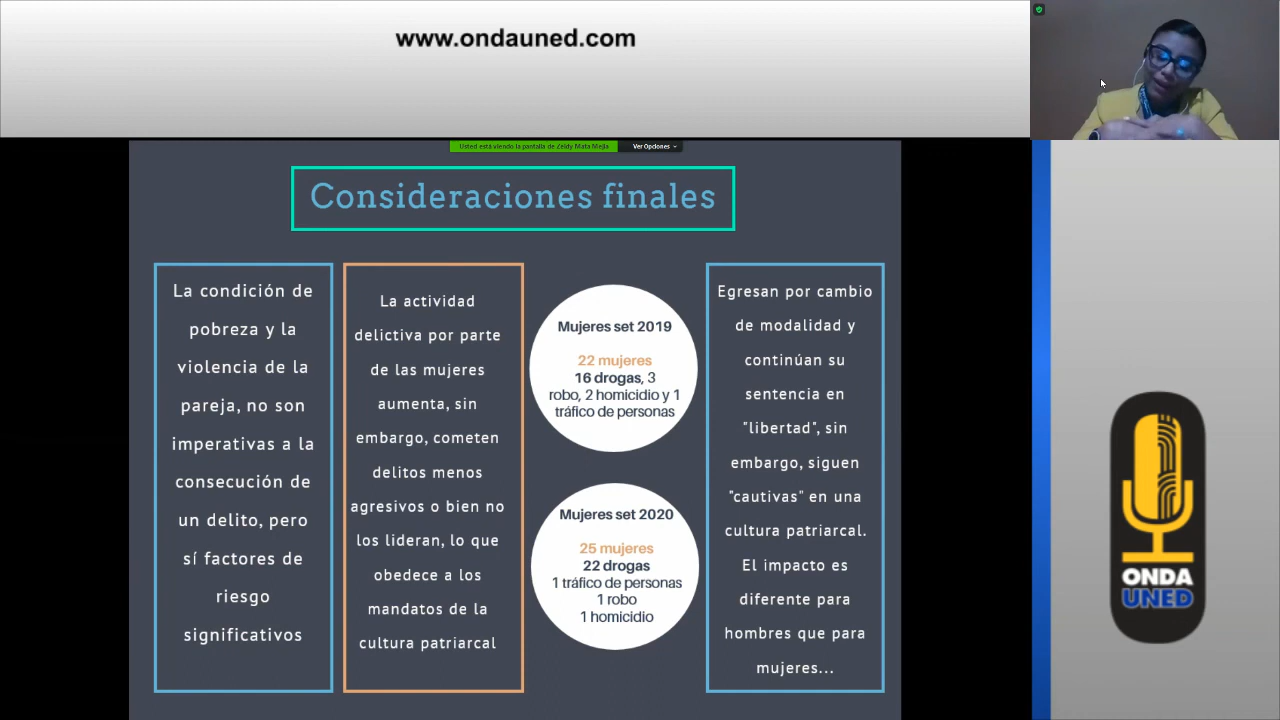 www.ondauned.com
Usted está viendo la pantalla de Zeidy Mata Mejia
Ver Opciones
Consideraciones finales
La condición de
pobreza y la
violencia de la
pareja, no son
imperativas a la
consecución de
un delito, pero
sí factores de
riesgo
significativos
La actividad
delictiva por parte
de las mujeres
aumenta, sin
embargo, cometen
delitos menos
agresivos o bien no
los lideran, lo que
obedece a los
mandatos de la
cultura patriarcal
Mujeres set 2019
22 mujeres
16 drogas, 3
robo, 2 homicidio y 1
tráfico de personas
Mujeres set 2020
25 mujeres
22 drogas
1 tráfico de personas
1 robo
1 homicidio
Egresan por cambio
de modalidad y
continúan su
sentencia en
"libertad", sin
embargo, siguen
"cautivas" en una
cultura patriarcal.
El impacto es
diferente para
hombres que para
mujeres...
ONDA
UNED